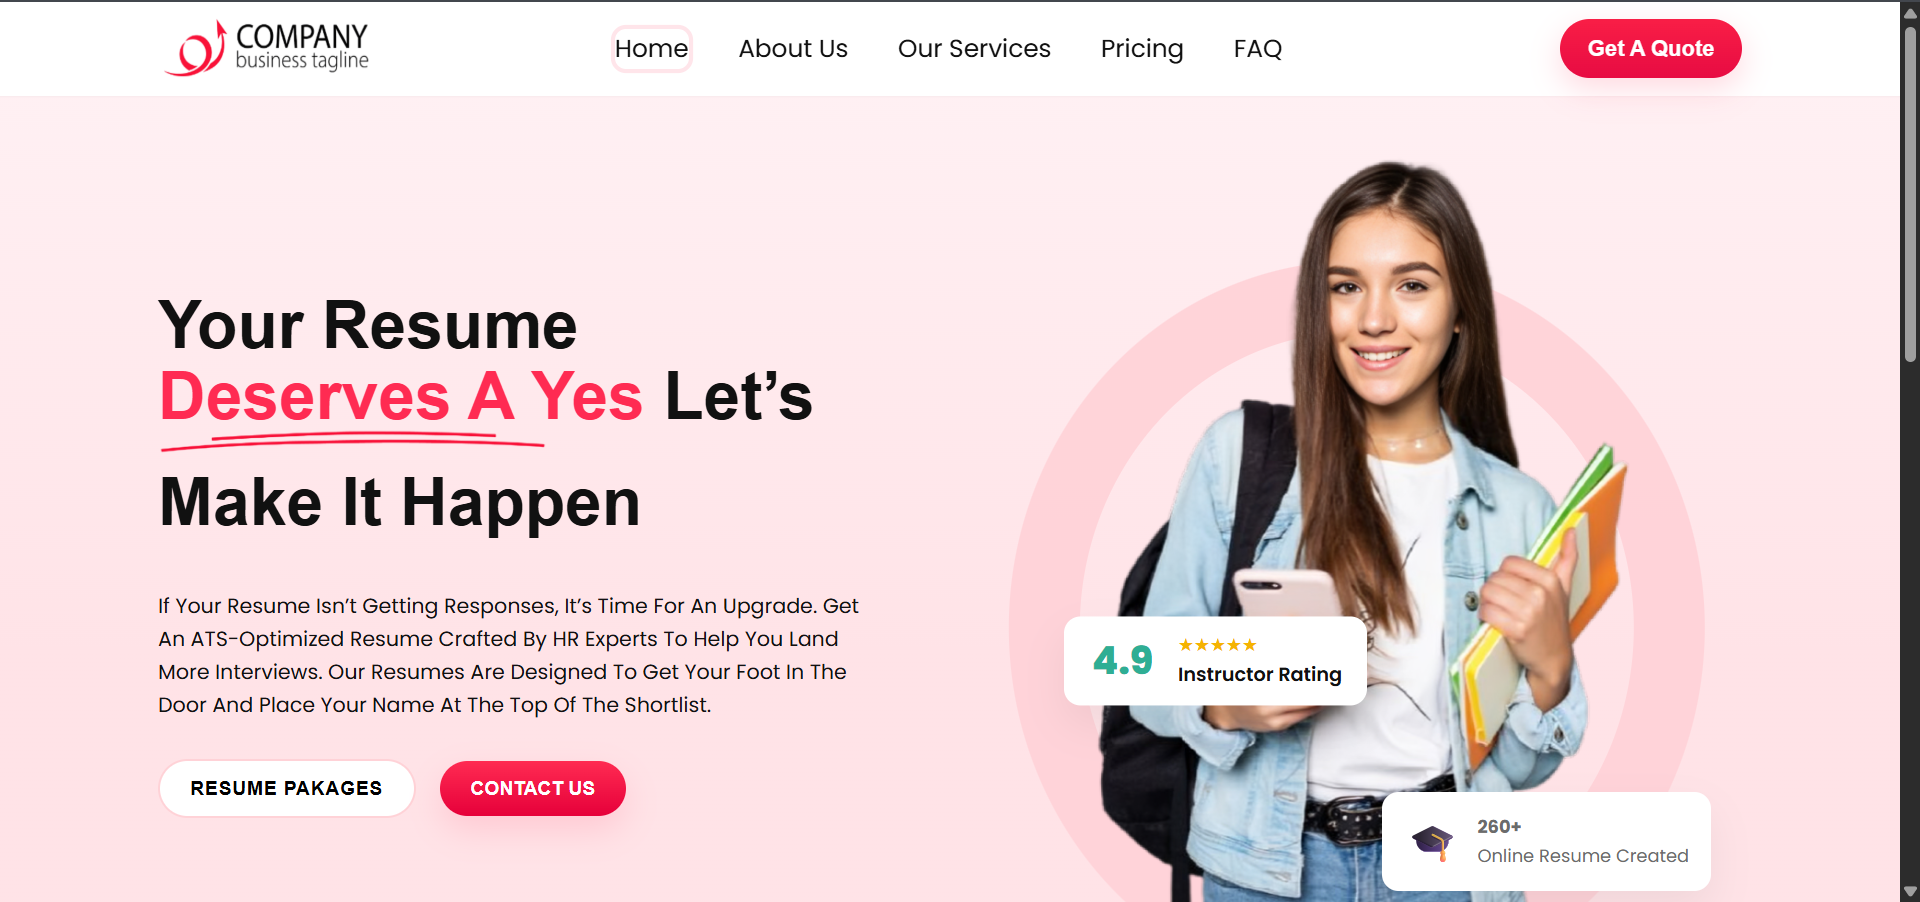 COMPANY
business tagline
Home
About Us
Our Services
Pricing
FAQ
Get A Quote
Your Resume
Deserves A Yes Let’s
Make It Happen
If Your Resume Isn’t Getting Responses, It’s Time For An Upgrade. Get
An ATS-Optimized Resume Crafted By HR Experts To Help You Land
More Interviews. Our Resumes Are Designed To Get Your Foot In The
Door And Place Your Name At The Top Of The Shortlist.
RESUME PAKAGES
CONTACT US
4.9
★★★★★
Instructor Rating
260+
Online Resume Created